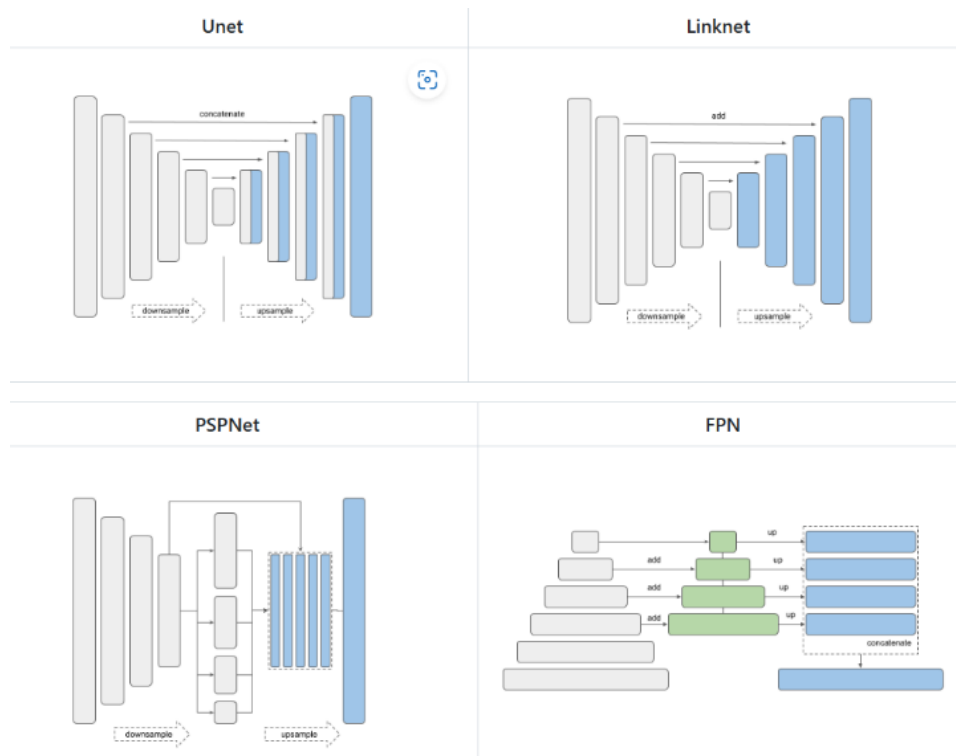 Unet
Linknet
concatenate
downsample
upsample
add
downsample
upsample
PSPNet
FPN
downsample
upsample
up
add
up
add
up
add
up
concatenate